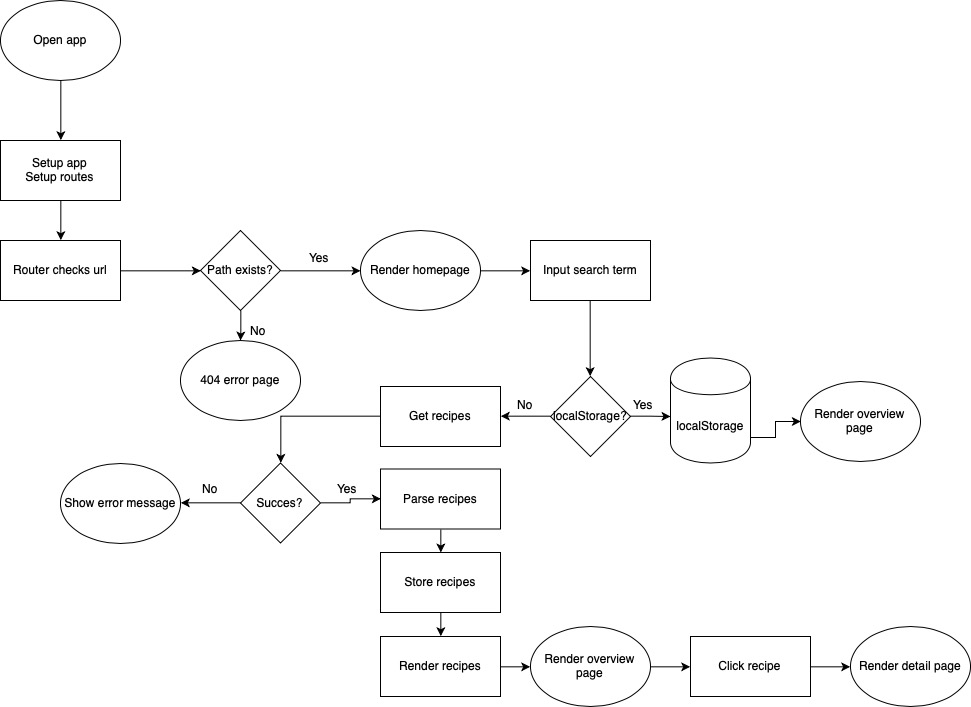 Open app
Setup app
Setup routes
Router checks url
Path exists?
Yes
Render homepage
Input search term
No
404 error page
Get recipes
No
localStorage?
Yes
localStorage
Render overview
page
Show error message
No
Succes?
Yes
Parse recipes
Store recipes
Render recipes
Render overview
page
Click recipe
Render detail page